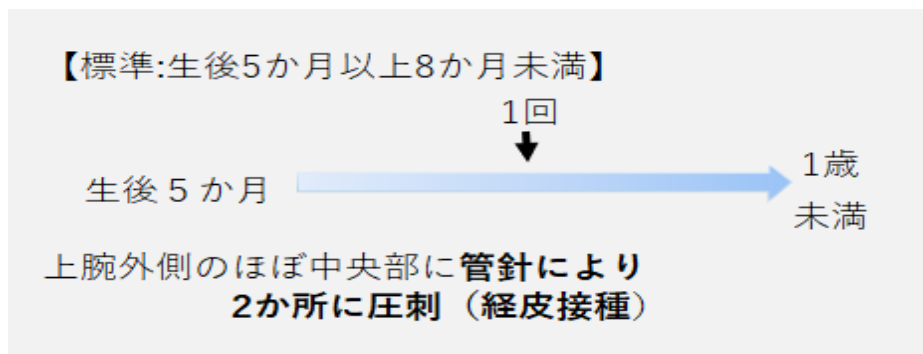 【標準:生後5か月以上8か月未満】
1回
生後５か月
1歳
未満
上腕外側のほぼ中央部に管針により
2か所に圧刺（経皮接種）